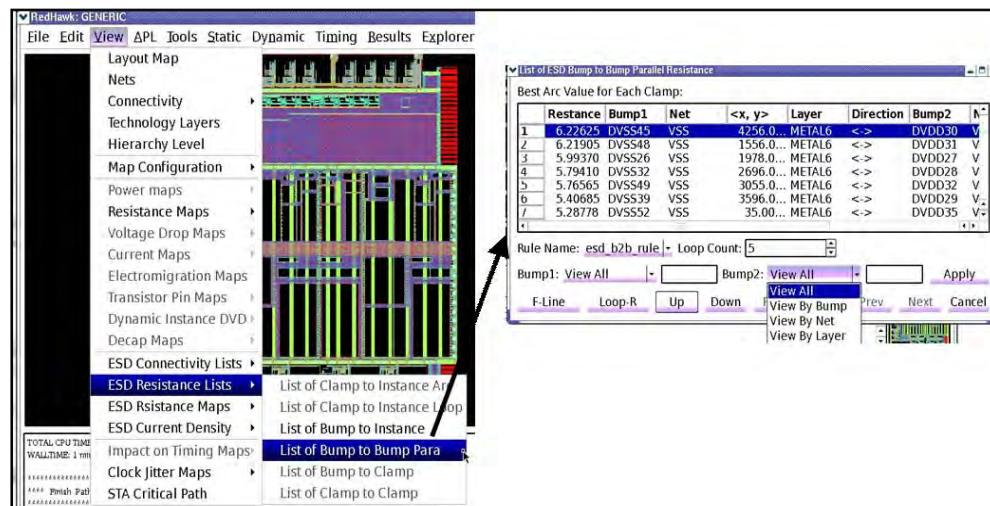 RedHawk: GENERIC
File Edit View APL Tools Static Dynamic Timing Results Explorer
Layout Map
Nets
Connectivity
Technology Layers
Hierarchy Level
Map Configuration
Power maps
Resistance Maps
Voltage Drop Maps
Current Maps
Electromigration Maps
Transistor Pin Maps
Dynamic Instance DVD
Decap Maps
ESD Connectivity Lists
ESD Resistance Lists
ESD Rsistance Maps
ESD Current Density
Impact on Timing Maps
Clock Jitter Maps
STA Critical Path
List of Clamp to Instance Arc
List of Clamp to Instance Loop
List of Bump to Instance
List of Bump to Bump Para
List of Bump to Clamp
List of Clamp to Clamp
TOTAL CPU TIME
WALLTIME: 1
Finish Path
List of ESD Bump to Bump Parallel Resistance
Best Arc Value for Each Clamp:
Restance Bump1 Net <x, y> Layer Direction Bump2 N
1 6.22625 DVSS45 VSS 4256.0... METAL6 <-> DVDD30 V
2 6.21905 DVSS48 VSS 1556.0... METAL6 <-> DVDD31 V
3 5.99370 DVSS26 VSS 1978.0... METAL6 <-> DVDD27 V
4 5.79410 DVSS32 VSS 2696.0... METAL6 <-> DVDD28 V
5 5.76565 DVSS49 VSS 3055.0... METAL6 <-> DVDD32 V
6 5.40685 DVSS39 VSS 3596.0... METAL6 <-> DVDD29 V
7 5.28778 DVSS52 VSS 35.00... METAL6 <-> DVDD35 V
Rule Name: esd_b2b_rule Loop Count: 5
Bump1: View All Bump2: View All Apply
F-Line Loop-R Up Down Prev Next Cancel
View All
View By Bump
View By Net
View By Layer